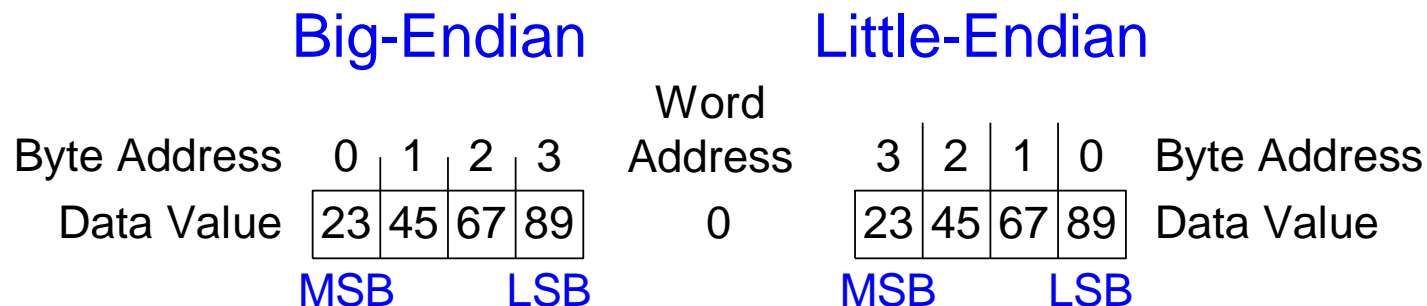 Big-Endian Little-Endian
Word
Byte Address 0 1 2 3 Address 3 2 1 0 Byte Address
Data Value 23 45 67 89 0 23 45 67 89 Data Value
MSB LSB MSB LSB